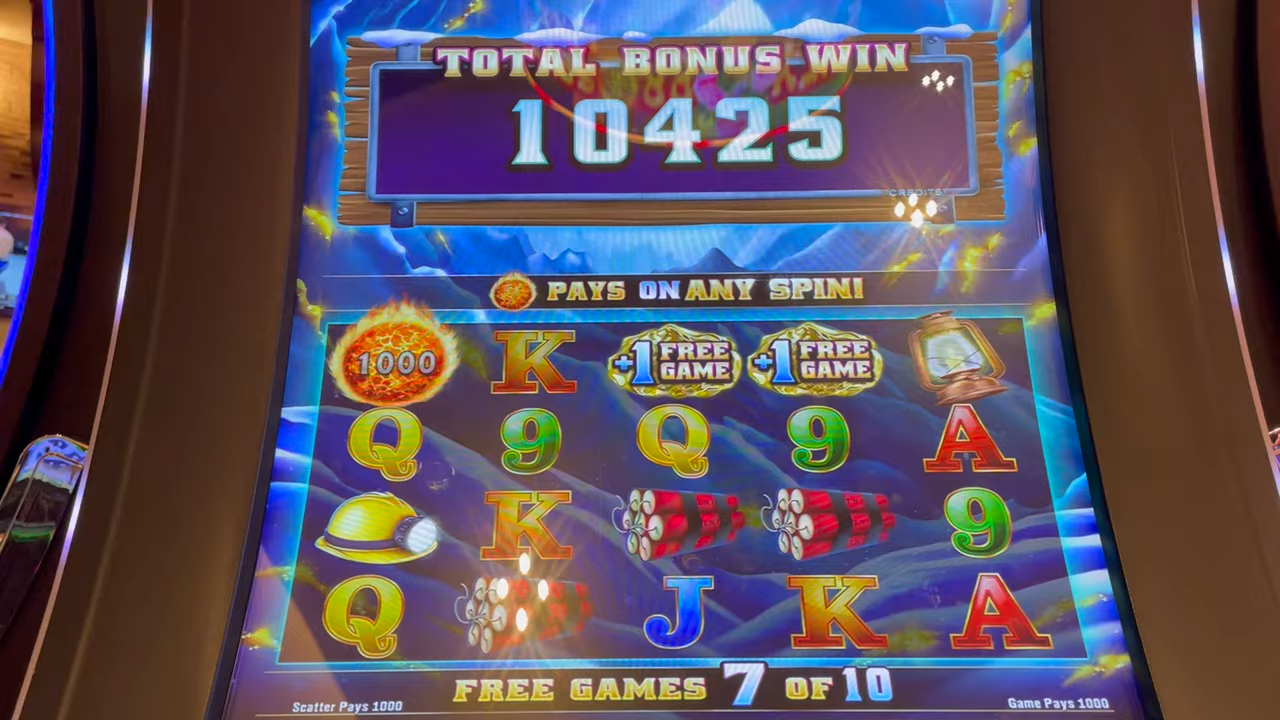 TOTAL BONUS WIN
10425
CREDITS
PAYS ON ANY SPIN!
1000 K +1 FREE GAME +1 FREE GAME
Q 9 Q 9 A
K 9
Q J K A
FREE GAMES 7 OF 10
Scatter Pays 1000 Game Pays 1000